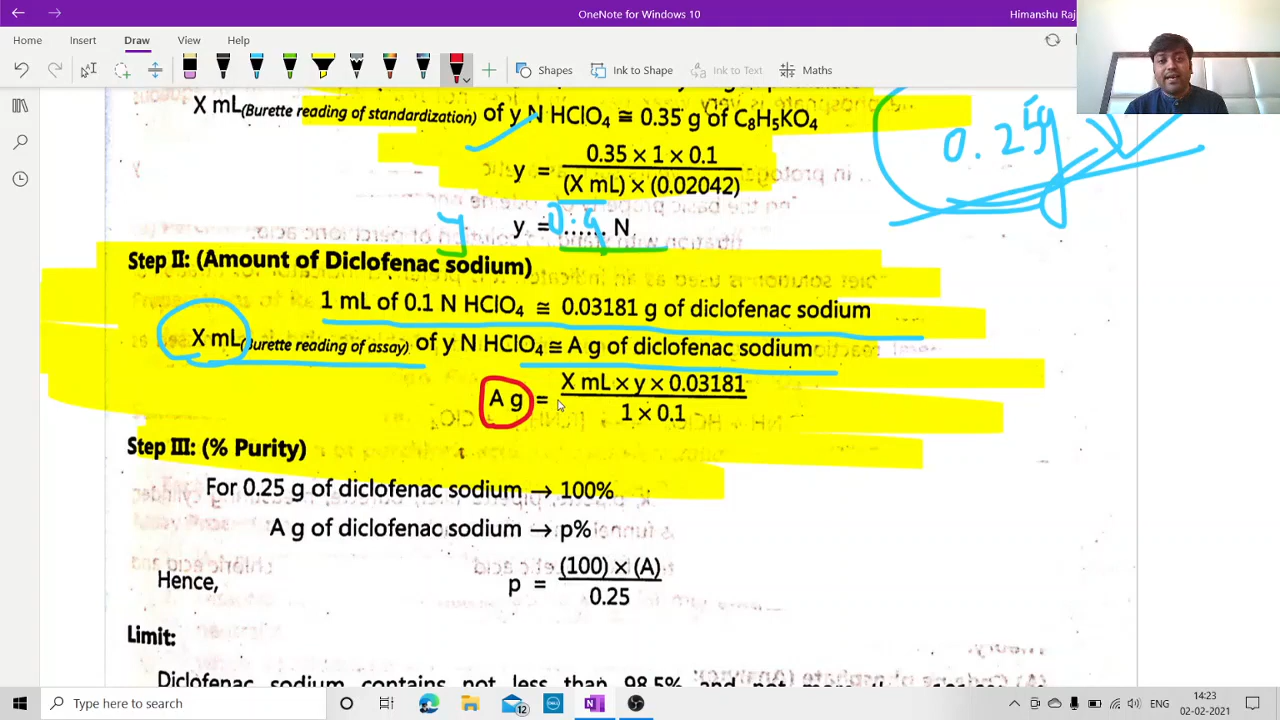 OneNote for Windows 10
Himanshu Raj
Home Insert Draw View Help
Shapes Ink to Shape Ink to Text Maths
X mL(Burette reading of standardization) of y N HClO₄ ≅ 0.35 g of C₈H₅KO₄
0.25g
y = 0.35 × 1 × 0.1
(X mL) × (0.02042)
y y = ...... N
Step II: (Amount of Diclofenac sodium)
1 mL of 0.1 N HClO₄ ≅ 0.03181 g of diclofenac sodium
X mL(Burette reading of assay) of y N HClO₄ ≅ A g of diclofenac sodium
A g = X mL × y × 0.03181
1 × 0.1
Step III: (% Purity)
For 0.25 g of diclofenac sodium → 100%
A g of diclofenac sodium → p%
Hence, p = (100) × (A)
0.25
Limit:
Diclofenac sodium contains not less than 98.5% and not more
Type here to search
12
ENG
14:23
02-02-2021